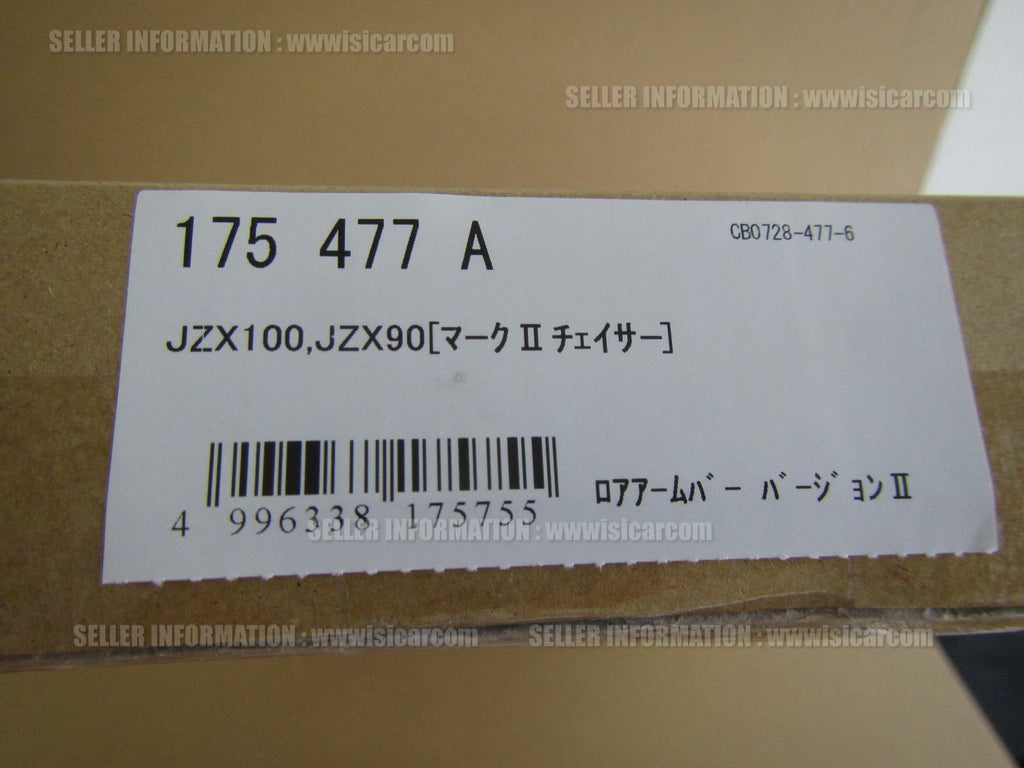 SELLER INFORMATION : wwwisicarcom
SELLER INFORMATION : wwwisicarcom
175 477 A
CB0728-477-6
JZX100,JZX90[マークⅡチェイサー]
ロアアームバー バージョンⅡ
4 996338 175755
SELLER INFORMATION : wwwisicarcom
SELLER INFORMATION : wwwisicarcom
SELLER INFORMATION : wwwisicarcom